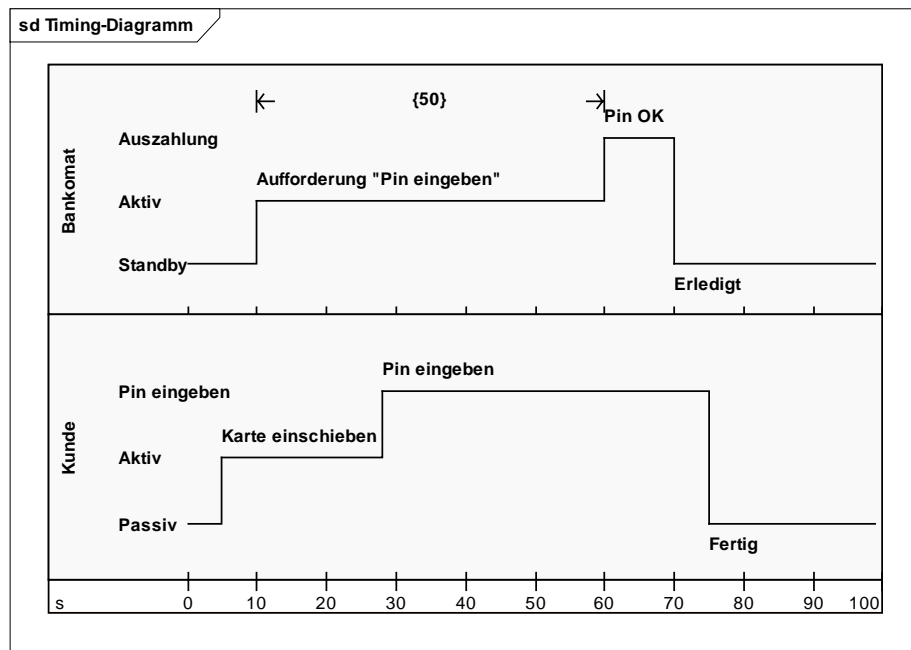 sd Timing-Diagramm
Bankomat
{50}
Pin OK
Auszahlung
Aufforderung "Pin eingeben"
Aktiv
Standby
Erledigt
Kunde
Pin eingeben
Pin eingeben
Karte einschieben
Aktiv
Passiv
Fertig
s 0 10 20 30 40 50 60 70 80 90 100